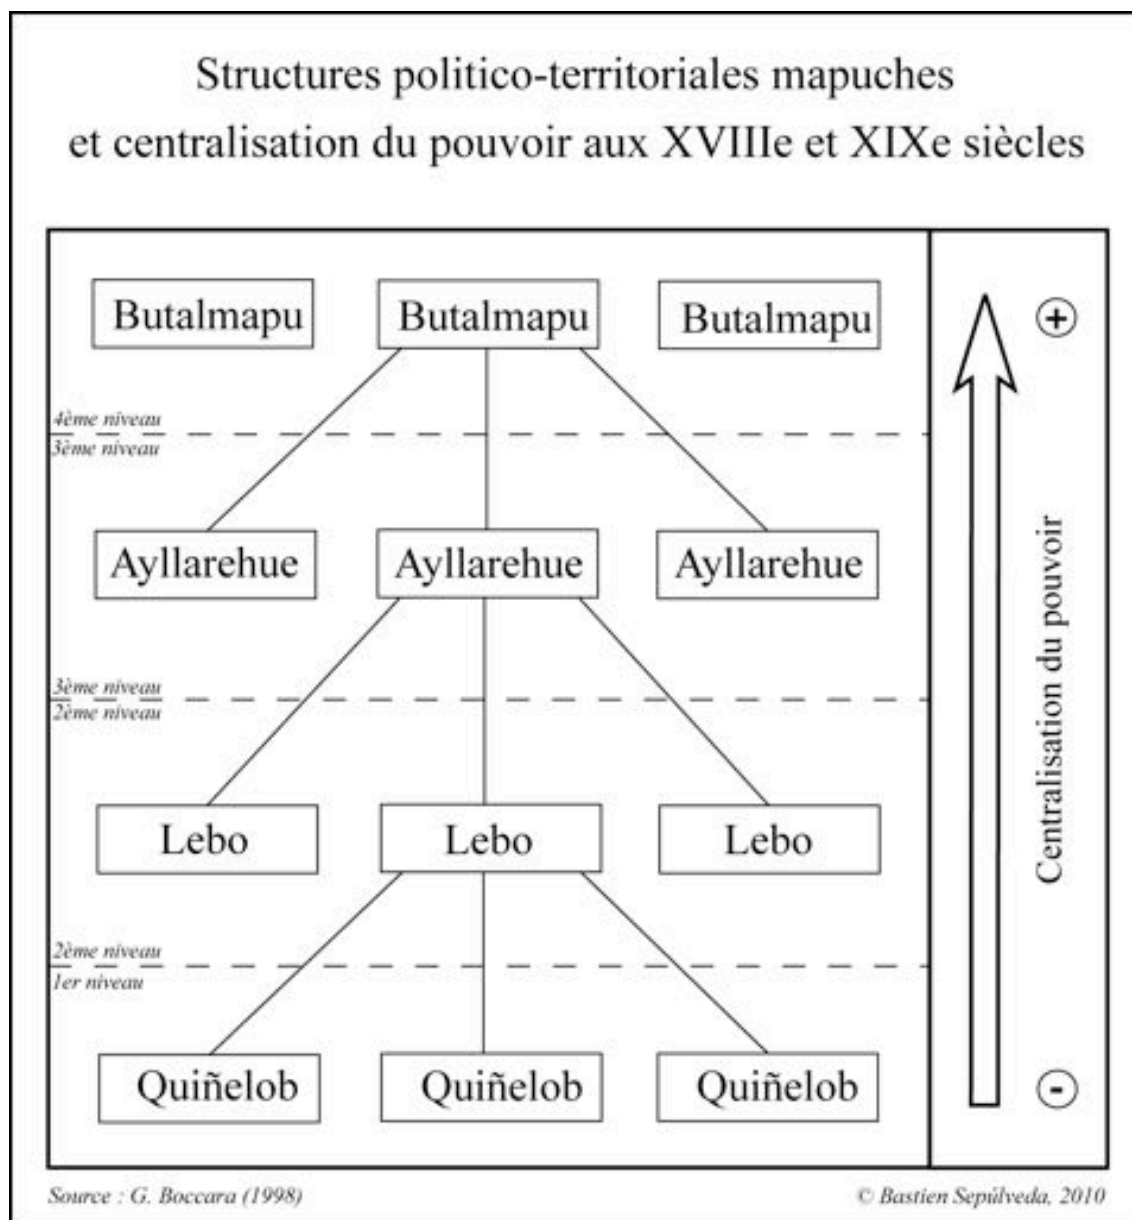 Structures politico-territoriales mapuches
et centralisation du pouvoir aux XVIIIe et XIXe siècles
Butalmapu
Butalmapu
Butalmapu
+
4ème niveau
3ème niveau
Ayllarehue
Ayllarehue
Ayllarehue
Centralisation du pouvoir
3ème niveau
2ème niveau
Lebo
Lebo
Lebo
2ème niveau
1er niveau
Quiñelob
Quiñelob
Quiñelob
-
Source : G. Boccara (1998)
© Bastien Sepúlveda, 2010